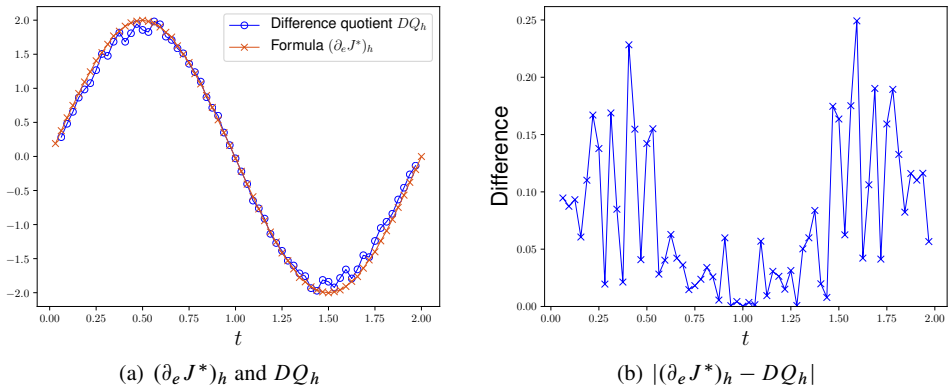 2.0
1.5
1.0
0.5
0.0
−0.5
−1.0
−1.5
−2.0
0.00 0.25 0.50 0.75 1.00 1.25 1.50 1.75 2.00
t
Difference quotient DQ_h
Formula (∂_e J*)_h
(a) (∂_e J*)_h and DQ_h
Difference
0.25
0.20
0.15
0.10
0.05
0.00
0.00 0.25 0.50 0.75 1.00 1.25 1.50 1.75 2.00
t
(b) |(∂_e J*)_h − DQ_h|